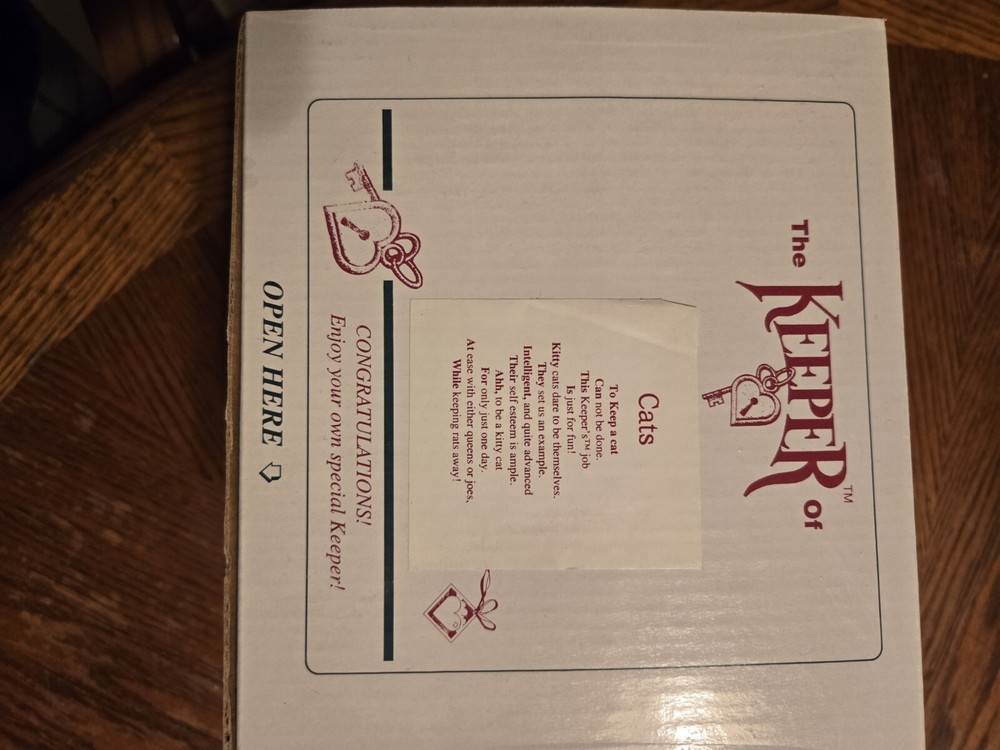 The KEEPER™ of
Cats
To Keep a cat
Can not be done.
This Keeper's™ job
Is just for fun!
Kitty cats dare to be themselves.
They set us an example.
Intelligent, and quite advanced
Their self esteem is ample.
Ahh, to be a kitty cat
For only just one day.
At ease with either queens or joes,
While keeping rats away!
CONGRATULATIONS!
Enjoy your own special Keeper!
OPEN HERE